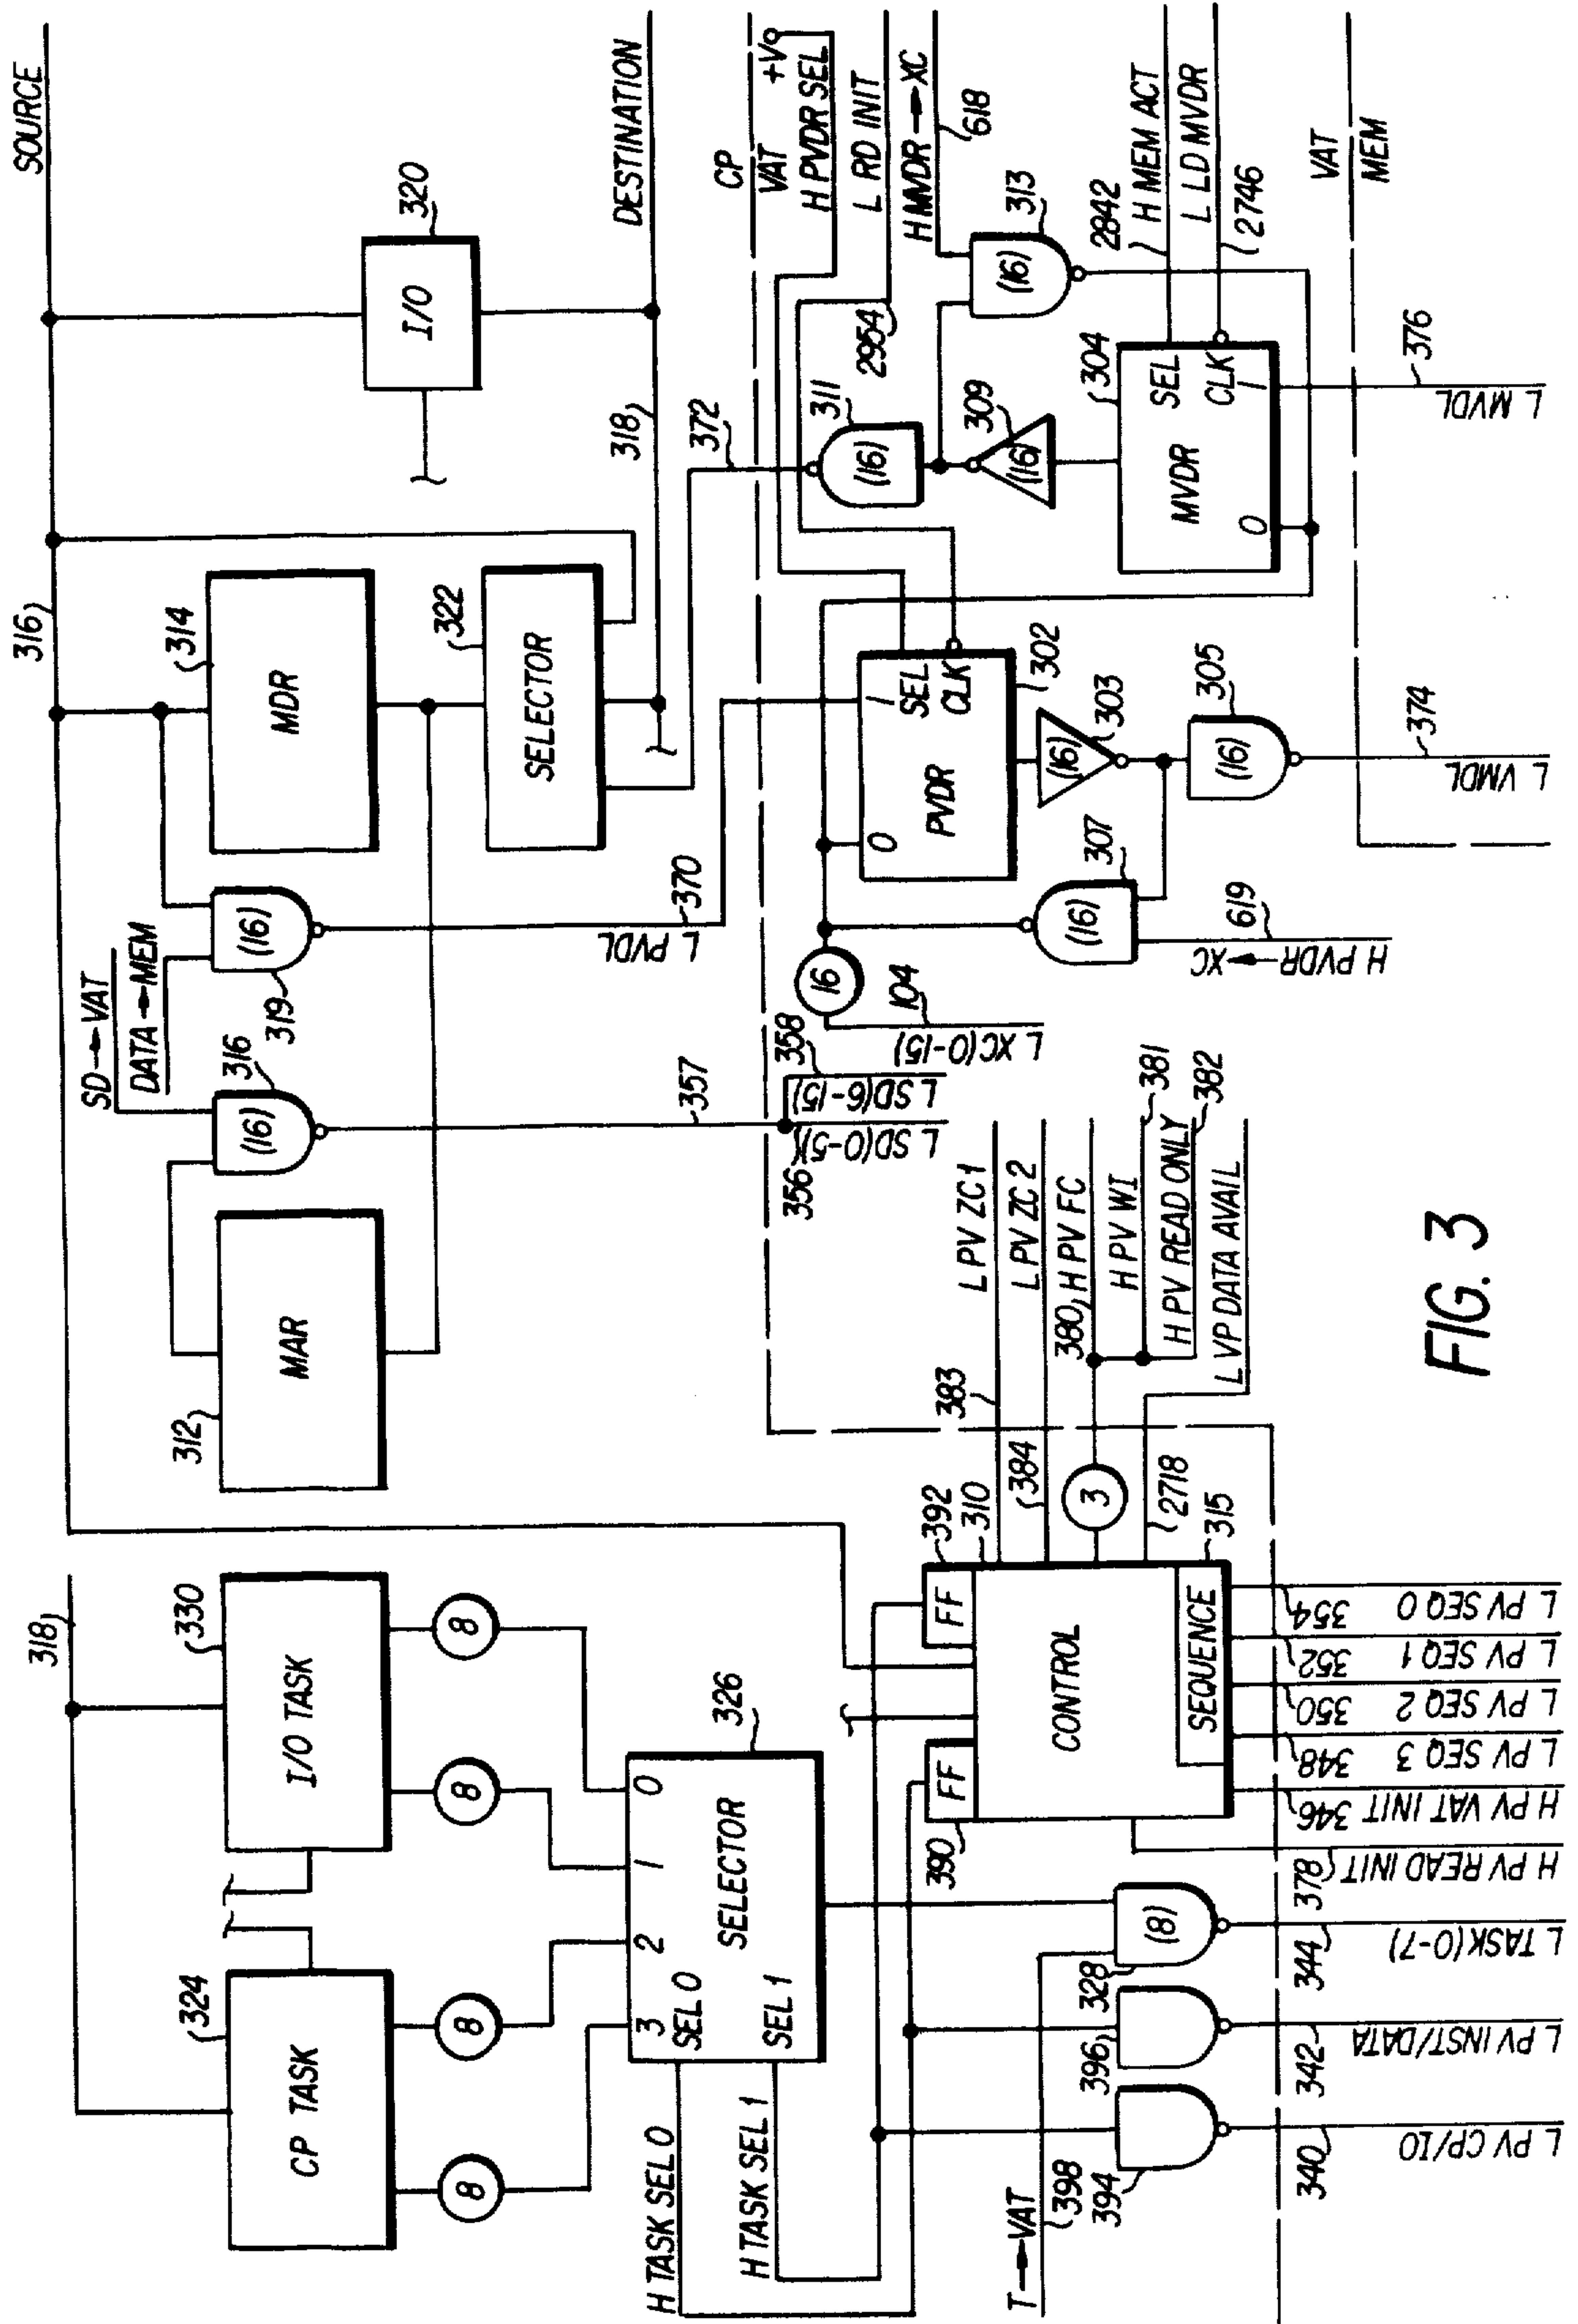 318
324
CP TASK
330
I/O TASK
8
8
8
8
3
2
1
0
SEL 0
SEL 1
SELECTOR
326
H TASK SEL 0
H TASK SEL 1
T→VAT
398
394
396
328
(8)
390
FF
392
FF
310
CONTROL
SEQUENCE
315
340
L PV CP/IO
342
L PV INST/DATA
344
L TASK(0-7)
378
H PV READ INIT
346
H PV VAT INIT
348
L PV SEQ 3
350
L PV SEQ 2
352
L PV SEQ 1
354
L PV SEQ 0
383
L PV ZC1
384
L PV ZC2
3
380
H PV FC
H PV WI
381
H PV READ ONLY
382
2718
L VP DATA AVAIL
316
SOURCE
312
MAR
316
(16)
SD→VAT
DATA→MEM
319
(16)
314
MDR
322
SELECTOR
I/O
320
318
DESTINATION
357
356
L SD(0-5)
358
L SD(6-15)
370
L PVDL
372
CP
VAT
+V
H PVDR SEL
L RD INIT
2954
H MVDR→XC
618
104
L XC(0-15)
16
0
1
SEL
CLK
PVDR
302
(16)
303
(16)
305
(16)
307
619
H PVDR→XC
374
L VMDL
311
(16)
309
(16)
313
(16)
304
MVDR
SEL
CLK
0
1
2842
H MEM ACT
L LD MVDR
2746
376
L MVDL
VAT
MEM
FIG. 3